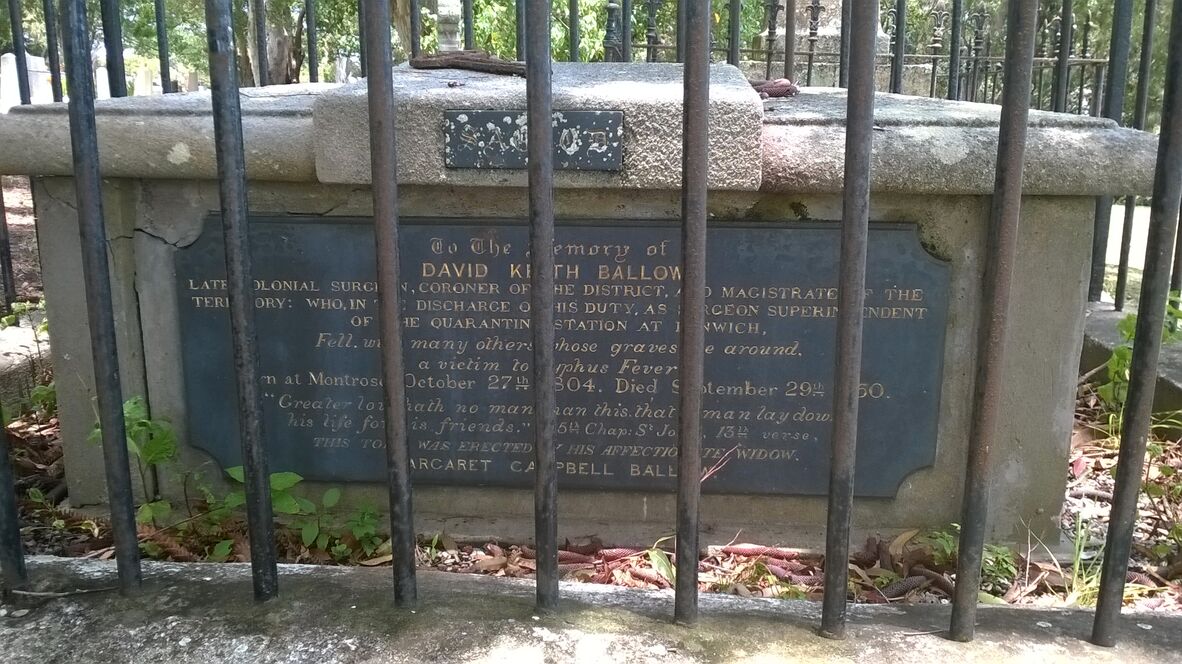 SACRED
To The Memory of
DAVID KEITH BALLOW
LATE COLONIAL SURGEON, CORONER OF THE DISTRICT, AND MAGISTRATE OF THE
TERRITORY: WHO, IN THE DISCHARGE OF HIS DUTY, AS SURGEON SUPERINTENDENT
OF THE QUARANTINE STATION AT DUNWICH,
Fell, with many others whose graves are around,
a victim to Typhus Fever
Born at Montrose October 27th 1804. Died September 29th 1850.
"Greater love hath no man than this, that a man lay down
his life for his friends." 15th Chap: St John, 13th verse,
THIS TOMB WAS ERECTED BY HIS AFFECTIONATE WIDOW.
MARGARET CAMPBELL BALLOW